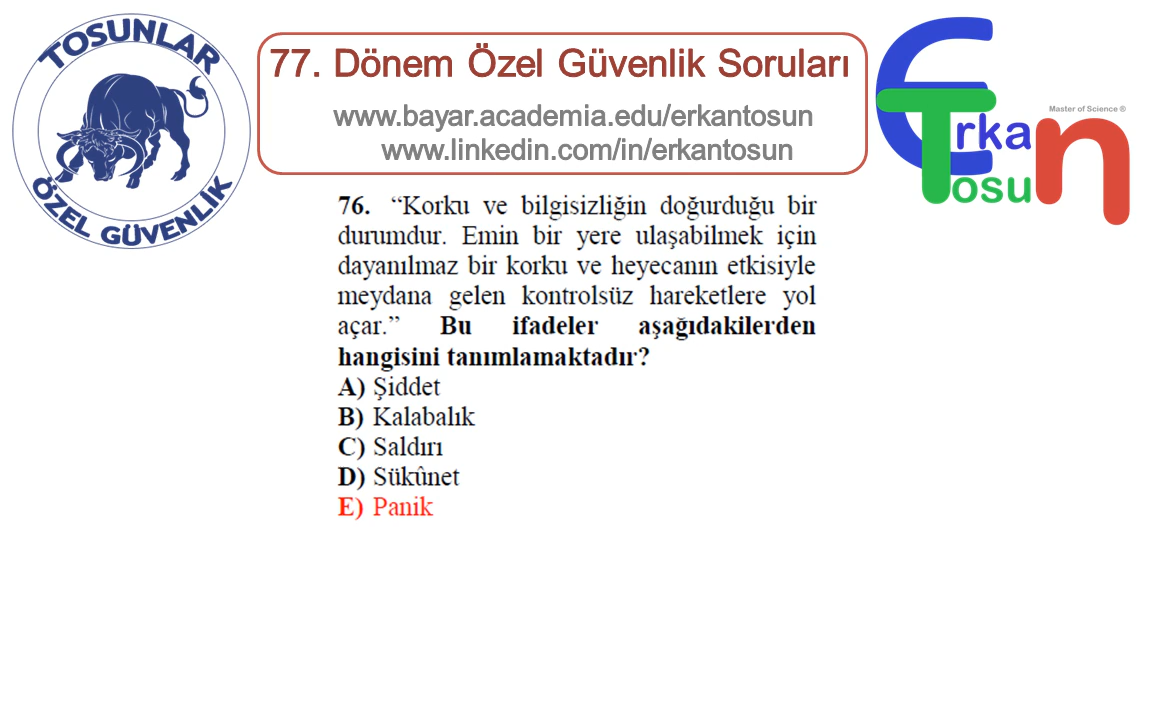 TOSUNLAR
ÖZEL GÜVENLİK
77. Dönem Özel Güvenlik Soruları
www.bayar.academia.edu/erkantosun
www.linkedin.com/in/erkantosun
Master of Science ®
Erkan
Tosun
76. “Korku ve bilgisizliğin doğurduğu bir
durumdur. Emin bir yere ulaşabilmek için
dayanılmaz bir korku ve heyecanın etkisiyle
meydana gelen kontrolsüz hareketlere yol
açar.” Bu ifadeler aşağıdakilerden
hangisini tanımlamaktadır?
A) Şiddet
B) Kalabalık
C) Saldırı
D) Sükûnet
E) Panik